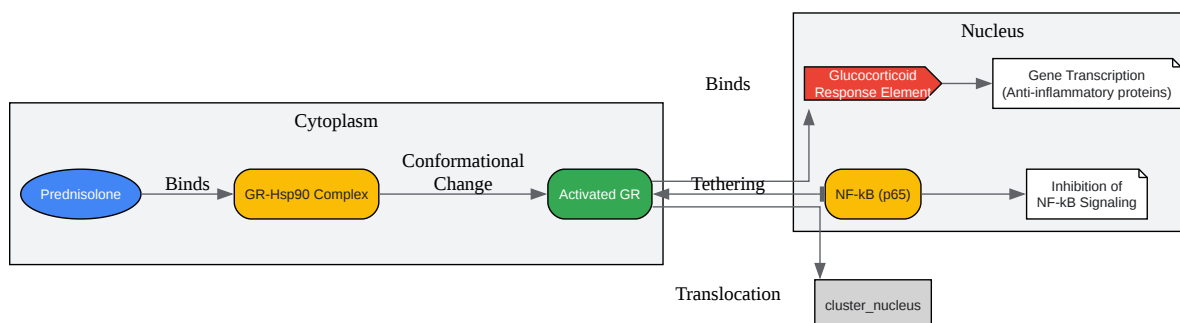 Nucleus
Glucocorticoid
Response Element
Gene Transcription
(Anti-inflammatory proteins)
Binds
Cytoplasm
Prednisolone
Binds
GR-Hsp90 Complex
Conformational
Change
Activated GR
Tethering
NF-kB (p65)
Inhibition of
NF-kB Signaling
Translocation
cluster_nucleus